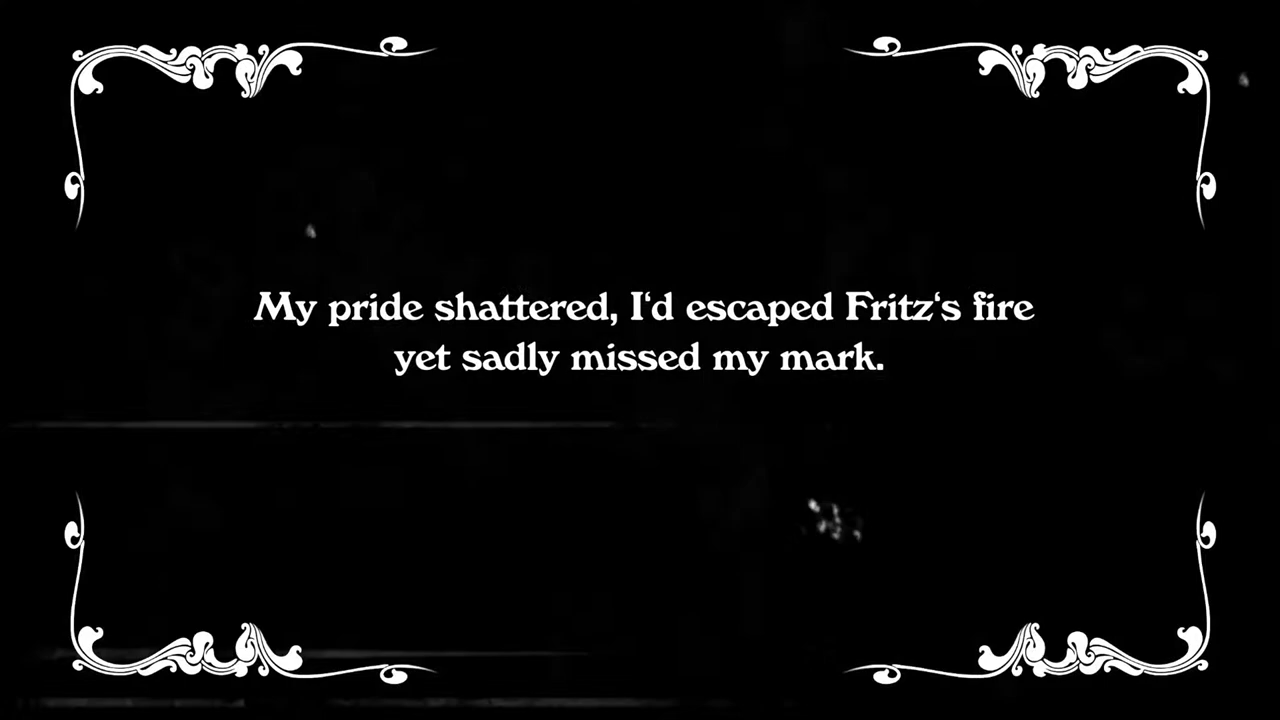 My pride shattered, I‘d escaped Fritz‘s fire
yet sadly missed my mark.